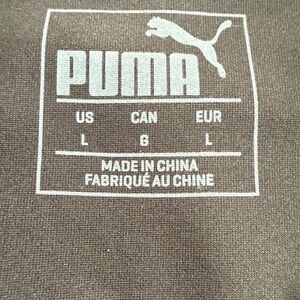 PUMA
US CAN EUR
L G L
MADE IN CHINA
FABRIQUÉ AU CHINE